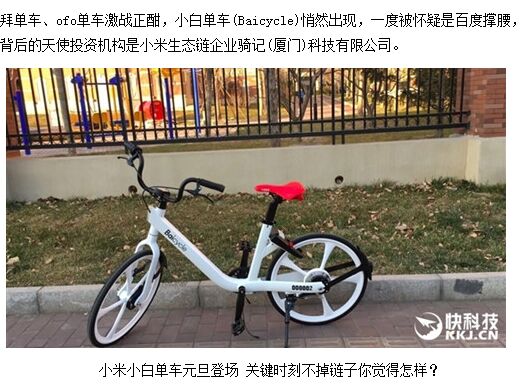 拜单车、ofo单车激战正酣，小白单车(Baicycle)悄然出现，一度被怀疑是百度撑腰，
背后的天使投资机构是小米生态链企业骑记(厦门)科技有限公司。
Baicycle
000002
快科技
KKJ.CN
小米小白单车元旦登场 关键时刻不掉链子你觉得怎样？